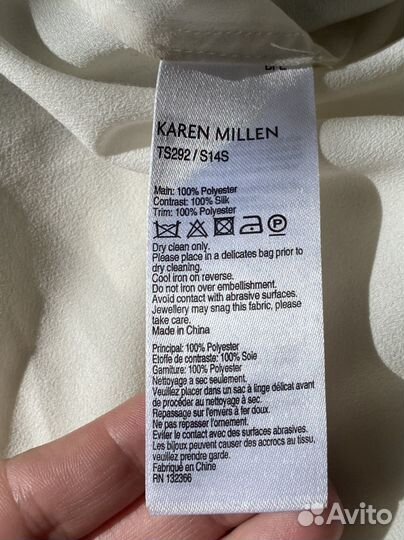 KAREN MILLEN
TS292 / S14S
Main: 100% Polyester
Contrast: 100% Silk
Trim: 100% Polyester
P
Dry clean only.
Please place in a delicates bag prior to
dry cleaning.
Cool iron on reverse.
Do not iron over embellishment.
Avoid contact with abrasive surfaces.
Jewellery may snag this fabric, please
take care.
Made in China
Principal: 100% Polyester
Etoffe de contraste: 100% Soie
Garniture: 100% Polyester
Nettoyage a sec seulement.
Veuillez placer dans un sac à linge délicat avant
de procéder au nettoyage à sec.
Repassage sur l'envers à fer doux.
Ne pas répasser l'ornement.
Eviter le contact avec des surfaces abrasives.
Les bijoux peuvent causer des accrocs au tissu,
veuillez prendre garde.
Fabriqué en Chine
RN 132366
Avito